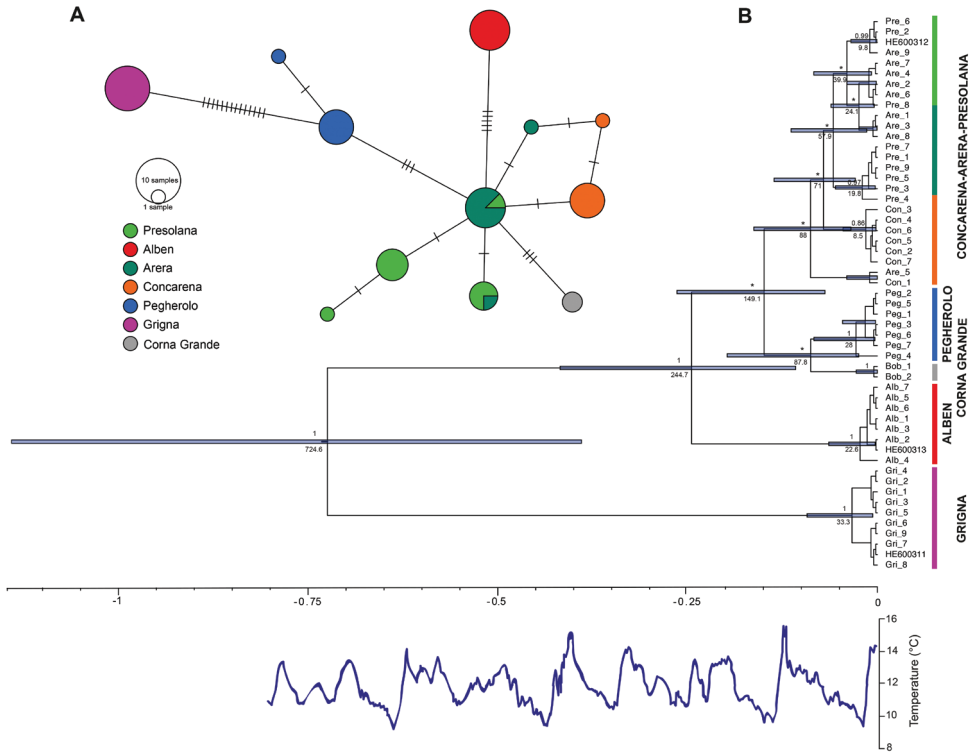 A
B
10 samples
1 sample
Presolana
Alben
Arera
Concarena
Pegherolo
Grigna
Corna Grande
Pre_6
Pre_2
HE600312
Are_9
Are_7
Are_4
Are_2
Are_6
Pre_8
Are_1
Are_3
Are_8
Pre_7
Pre_1
Pre_9
Pre_5
Pre_3
Pre_4
Con_3
Con_4
Con_6
Con_5
Con_2
Con_7
Are_5
Con_1
Peg_2
Peg_5
Peg_1
Peg_3
Peg_6
Peg_7
Peg_4
Bob_1
Bob_2
Alb_7
Alb_5
Alb_6
Alb_1
Alb_3
Alb_2
HE600313
Alb_4
Gri_4
Gri_2
Gri_1
Gri_3
Gri_5
Gri_6
Gri_9
Gri_7
HE600311
Gri_8
0.99
9.8
*
39.9
*
24.1
*
57.9
*
71
0.97
19.8
0.86
8.5
*
88
*
149.1
1
28
*
87.8
1
1
244.7
1
22.6
1
724.6
1
33.3
CONCARENA-ARERA-PRESOLANA
PEGHEROLO
CORNA GRANDE
ALBEN
GRIGNA
-1
-0.75
-0.5
-0.25
0
16
14
12
10
8
Temperature (°C)